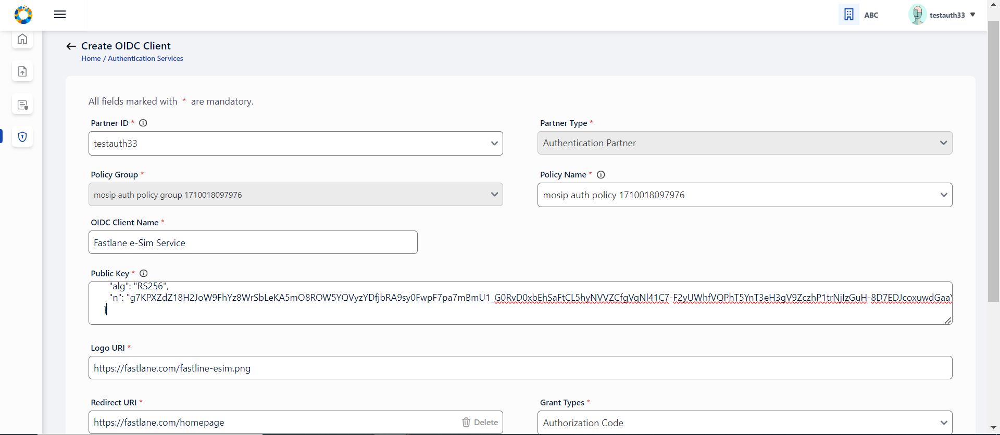 ABC
testauth33
Create OIDC Client
Home / Authentication Services
All fields marked with * are mandatory.
Partner ID *
Partner Type *
testauth33
Authentication Partner
Policy Group *
Policy Name *
mosip auth policy group 1710018097976
mosip auth policy 1710018097976
OIDC Client Name *
Fastlane e-Sim Service
Public Key *
"alg": "RS256",
"n": "g7KPXZdZ18H2JoW9FhYz8WrSbLeKA5mO8ROW5YQVyzYDfjbRA9sy0FwpF7pa7mBmU1_G0RvD0xbEhSaFtCL5hyNVVZCfgVqNl41C7-F2yUWhfVQPhT5YnT3eH3gV9ZczhP1trNjIzGuH-8D7EDJcoxuwdGaaY
}
Logo URI *
https://fastlane.com/fastline-esim.png
Redirect URI *
Grant Types *
https://fastlane.com/homepage
Delete
Authorization Code